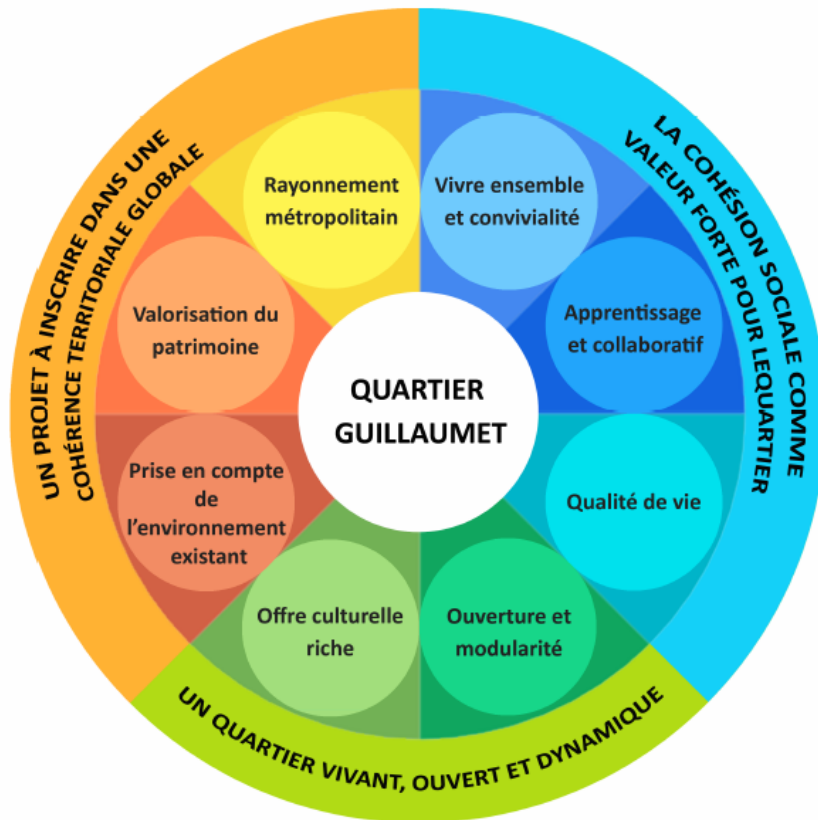 UN PROJET À INSCRIRE DANS UNE
COHÉRENCE TERRITORIALE GLOBALE
LA COHÉSION SOCIALE COMME
VALEUR FORTE POUR LEQUARTIER
Rayonnement
métropolitain
Vivre ensemble
et convivialité
Valorisation du
patrimoine
Apprentissage
et collaboratif
QUARTIER
GUILLAUMET
Prise en compte
de
l'environnement
existant
Qualité de vie
Offre culturelle
riche
Ouverture et
modularité
UN QUARTIER VIVANT, OUVERT ET DYNAMIQUE